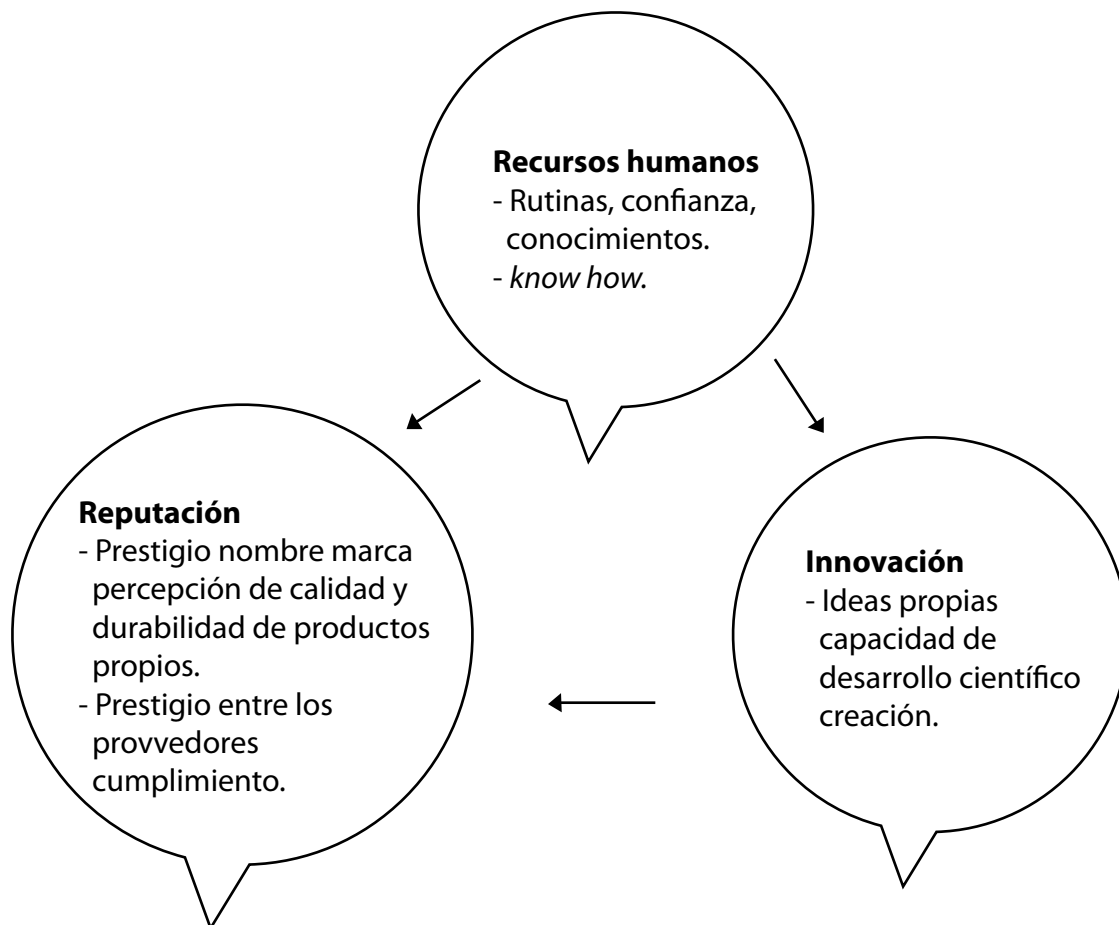 Recursos humanos
- Rutinas, confianza,
conocimientos.
- know how.
Reputación
- Prestigio nombre marca
percepción de calidad y
durabilidad de productos
propios.
- Prestigio entre los
provvedores
cumplimiento.
Innovación
- Ideas propias
capacidad de
desarrollo científico
creación.